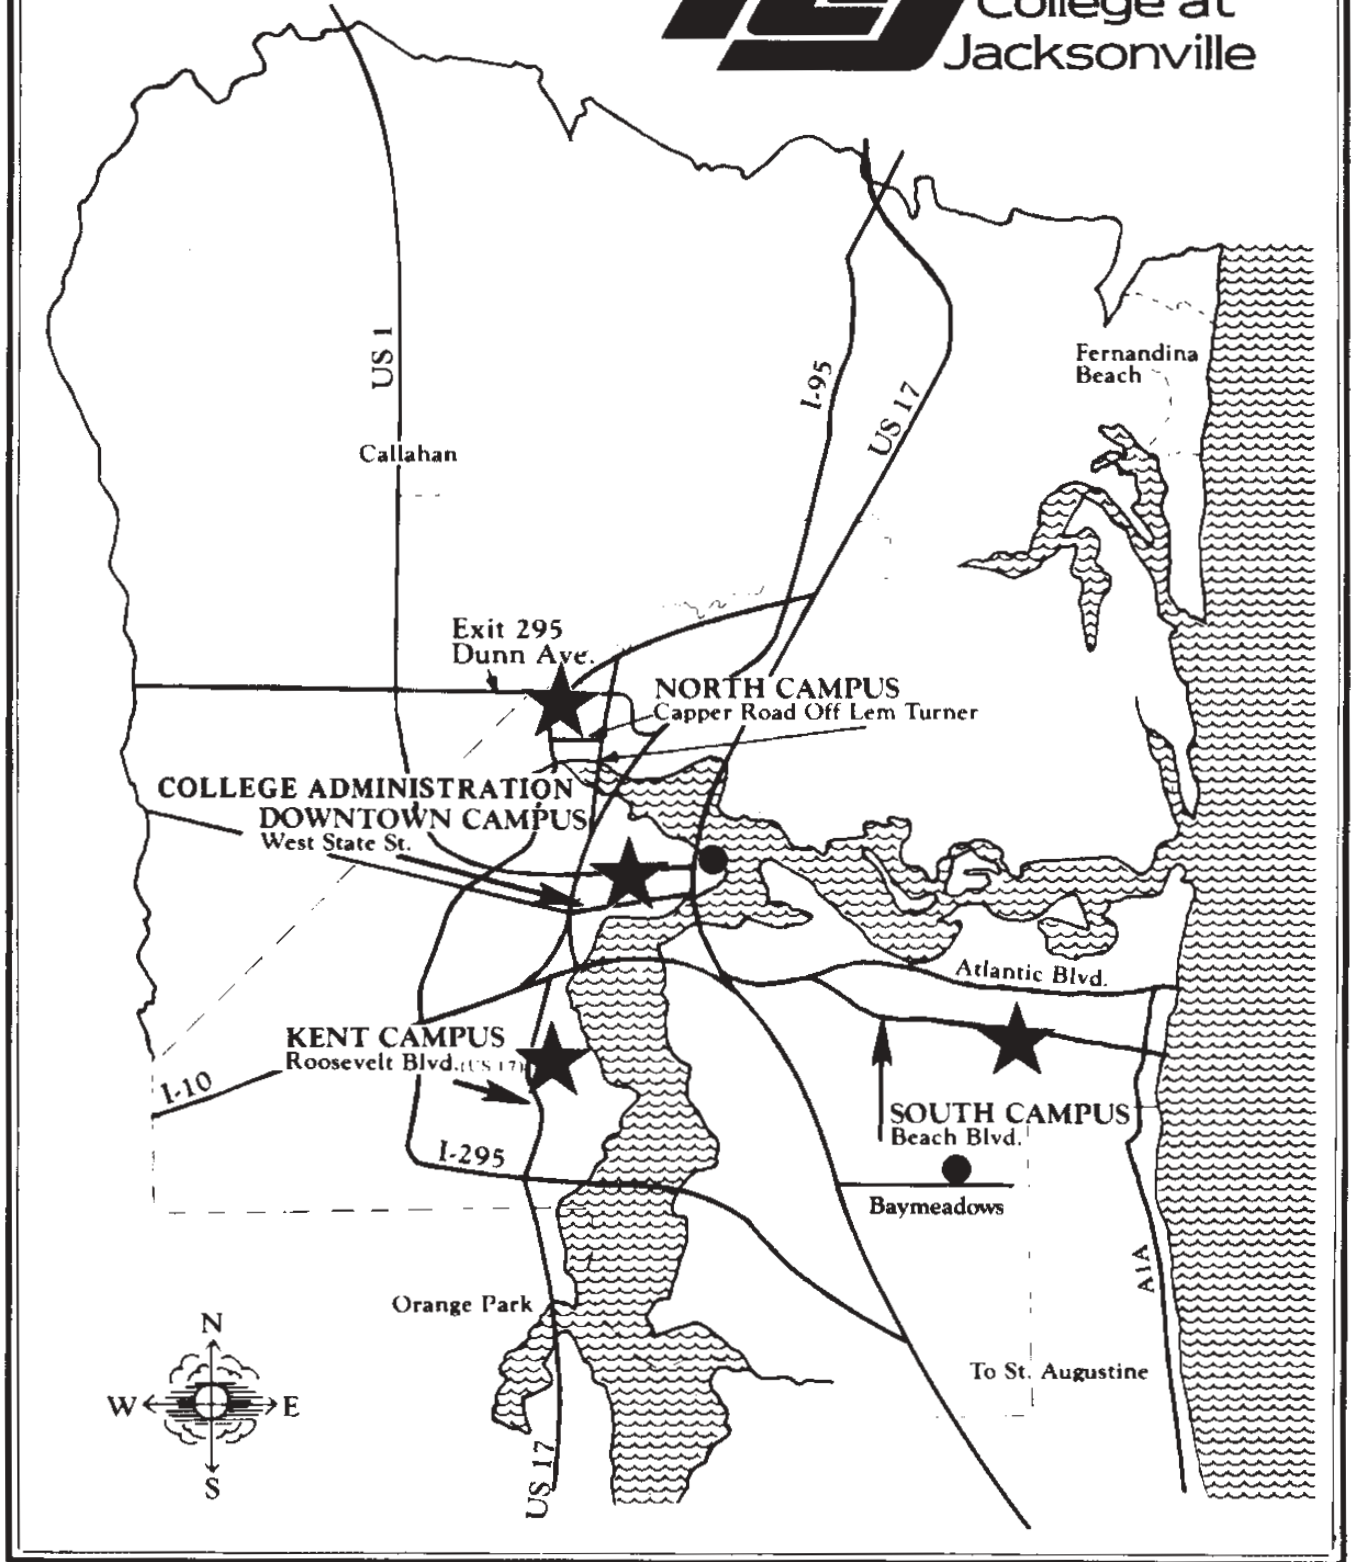 College at
Jacksonville
US 1
Fernandina
Beach
I-95
US 17
Callahan
Exit 295
Dunn Ave.
NORTH CAMPUS
Capper Road Off Lem Turner
COLLEGE ADMINISTRATION
DOWNTOWN CAMPUS
West State St.
Atlantic Blvd.
KENT CAMPUS
Roosevelt Blvd.(US 17)
I-10
SOUTH CAMPUS
Beach Blvd.
I-295
Baymeadows
A1A
Orange Park
N
To St. Augustine
W E
S
US 17